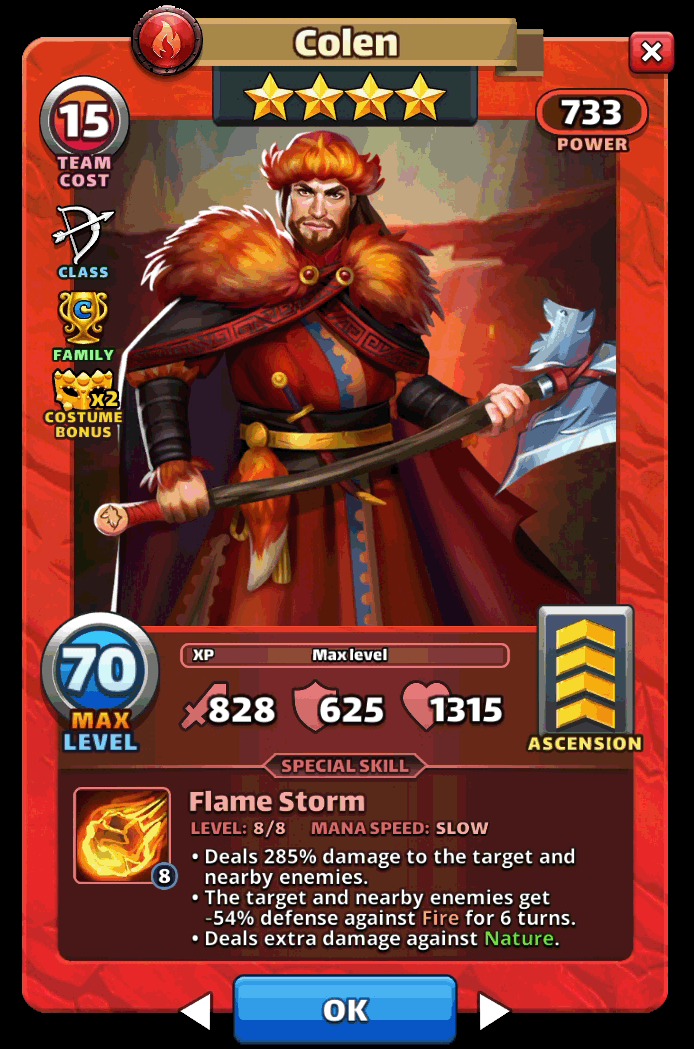 Colen
15
TEAM
COST
733
POWER
CLASS
C
FAMILY
x2
COSTUME
BONUS
70
MAX
LEVEL
XP Max level
828 625 1315
ASCENSION
SPECIAL SKILL
Flame Storm
LEVEL: 8/8 MANA SPEED: SLOW
8
• Deals 285% damage to the target and
nearby enemies.
• The target and nearby enemies get
-54% defense against Fire for 6 turns.
• Deals extra damage against Nature.
OK